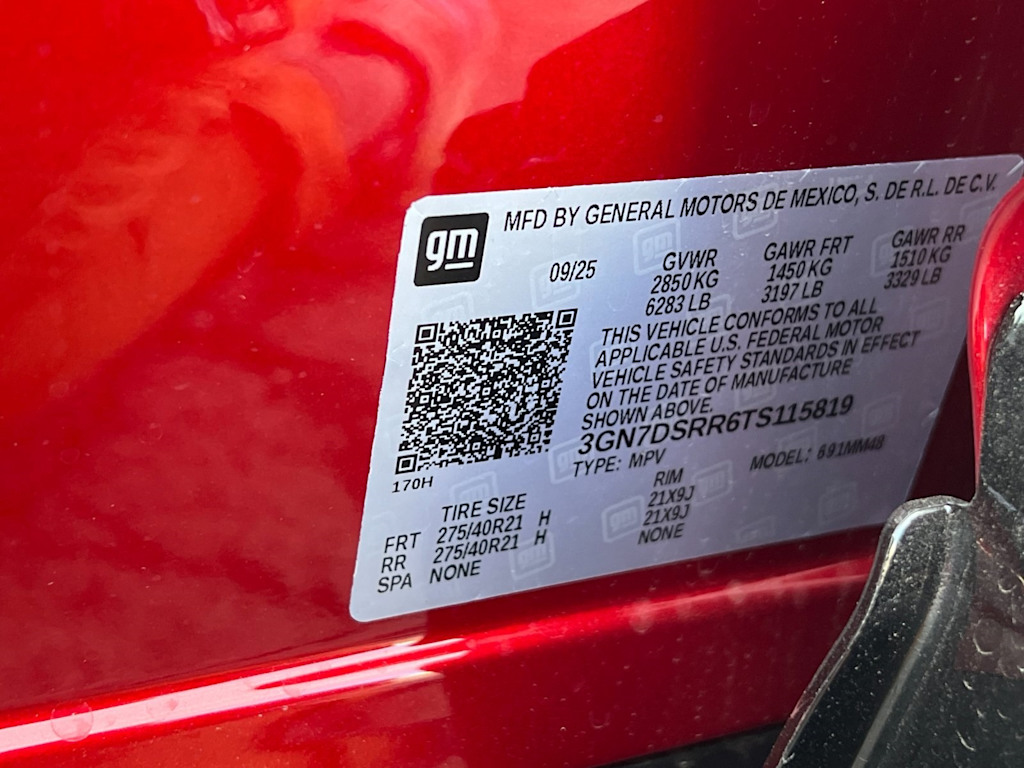 gm
MFD BY GENERAL MOTORS DE MEXICO, S. DE R.L. DE C.V.
09/25 GVWR GAWR FRT GAWR RR
2850 KG 1450 KG 1510 KG
6283 LB 3197 LB 3329 LB
THIS VEHICLE CONFORMS TO ALL
APPLICABLE U.S. FEDERAL MOTOR
VEHICLE SAFETY STANDARDS IN EFFECT
ON THE DATE OF MANUFACTURE
SHOWN ABOVE.
3GN7DSRR6TS115819
TYPE: MPV MODEL: 691MM48
170H
TIRE SIZE RIM
FRT 275/40R21 H 21X9J
RR 275/40R21 H 21X9J
SPA NONE NONE